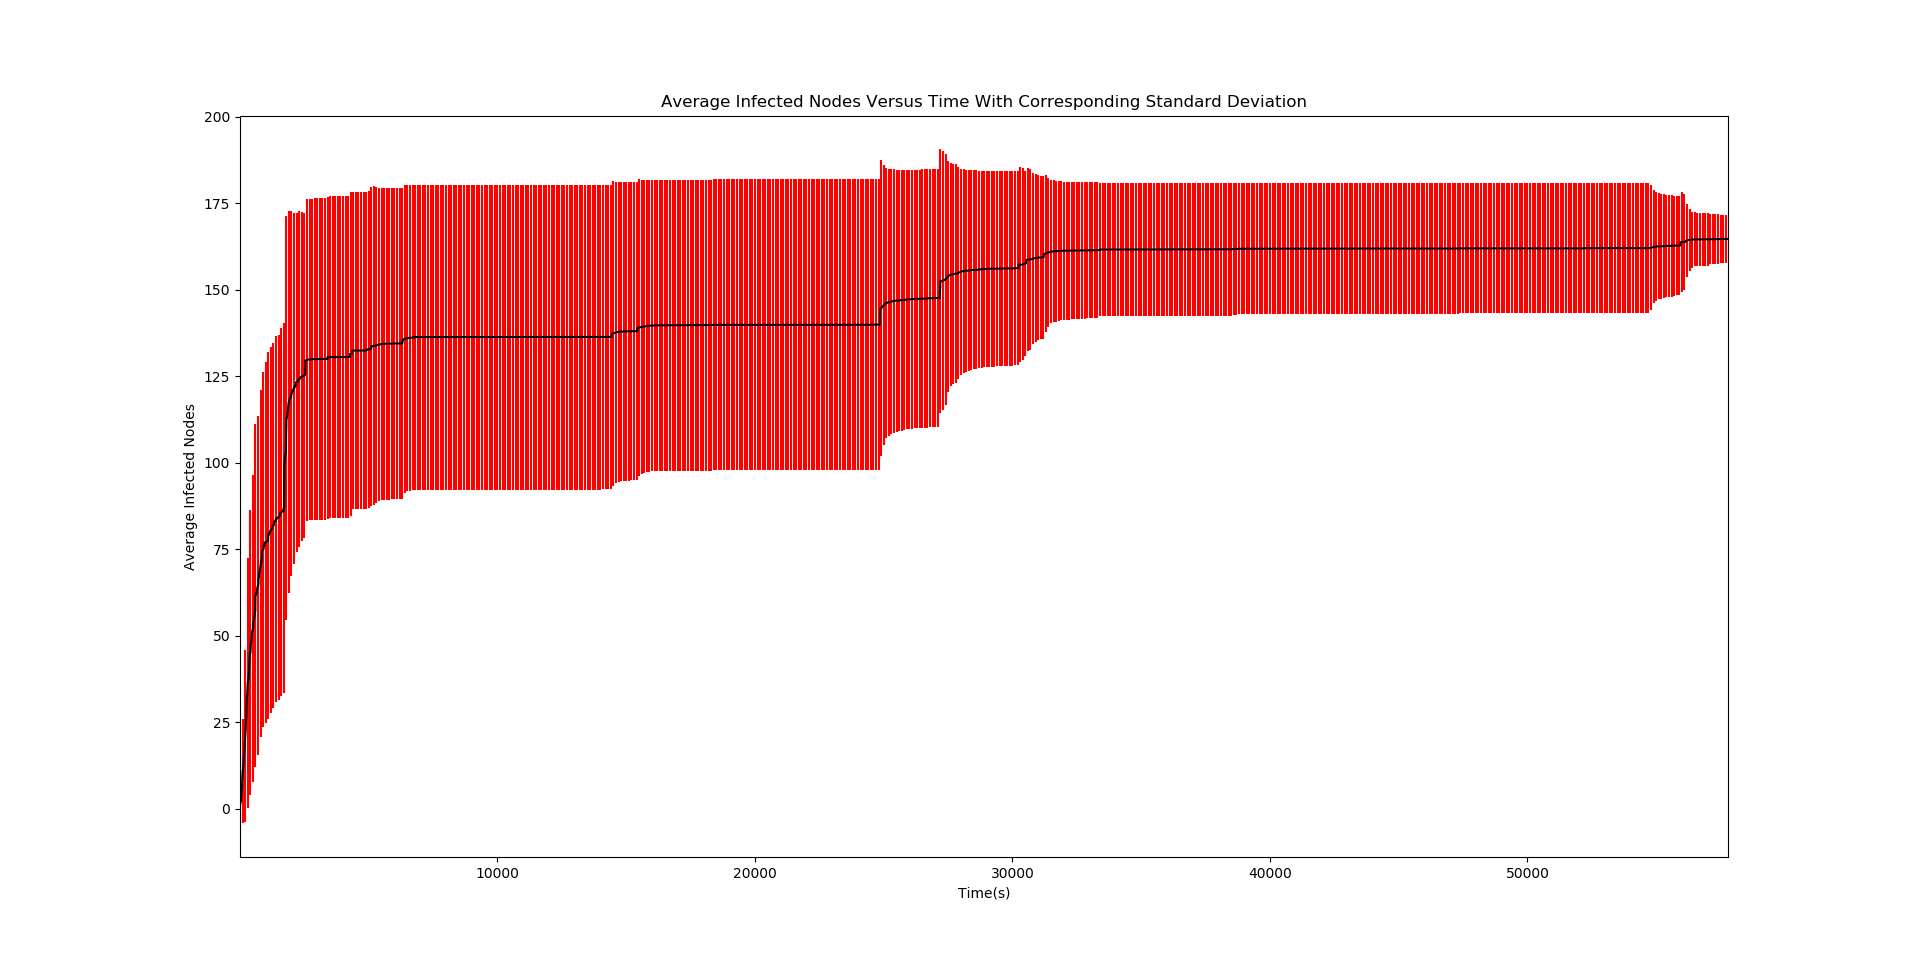 Average Infected Nodes Versus Time With Corresponding Standard Deviation
200
175
150
125
100
75
50
25
0
Average Infected Nodes
10000 20000 30000 40000 50000
Time(s)